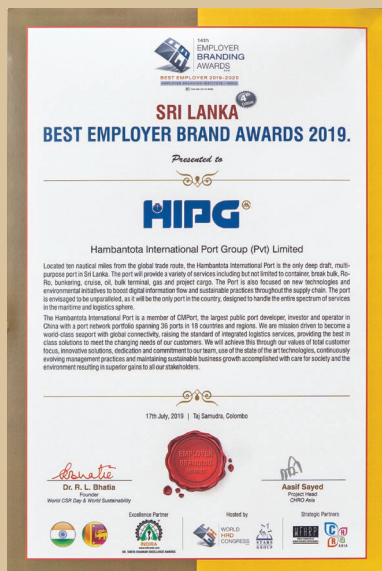 14th
EMPLOYER
BRANDING
AWARDS
BEST EMPLOYER 2019-2020
EMPLOYER BRANDING INSTITUTE - INDIA
4th
SRI LANKA
BEST EMPLOYER BRAND AWARDS 2019.
Presented to
HIPG®
Hambantota International Port Group (Pvt) Limited
Located ten nautical miles from the global trade route, the Hambantota International Port is the only deep draft, multi-
purpose port in Sri Lanka. The port will provide a variety of services including but not limited to container, break bulk, Ro-
Ro, bunkering, cruise, oil, bulk terminal, gas and project cargo. The Port is also focused on new technologies and
environmental initiatives to boost digital information flow and sustainable practices throughout the supply chain. The port
is envisaged to be unparalleled, as it will be the only port in the country, designed to handle the entire spectrum of services
in the maritime and logistics sphere.
The Hambantota International Port is a member of CMPort, the largest public port developer, investor and operator in
China with a port network portfolio spanning 36 ports in 18 countries and regions. We are mission driven to become a
world-class seaport with global connectivity, raising the standard of integrated logistics services, providing the best in
class solutions to meet the changing needs of our customers. We will achieve this through our values of total customer
focus, innovative solutions, dedication and commitment to our team, use of the state of the art technologies, continuously
evolving management practices and maintaining sustainable business growth accomplished with care for society and the
environment resulting in superior gains to all our stakeholders.
17th July, 2019 | Taj Samudra, Colombo
EMPLOYER
BRANDING
AWARDS
Dr. R. L. Bhatia
Founder
World CSR Day & World Sustainability
Aasif Sayed
Project Head
CHRO Asia
Excellence Partner
Hosted by
Strategic Partners
INDIRA
WORLD
HRD
CONGRESS
STARS
GROUP
ASIA